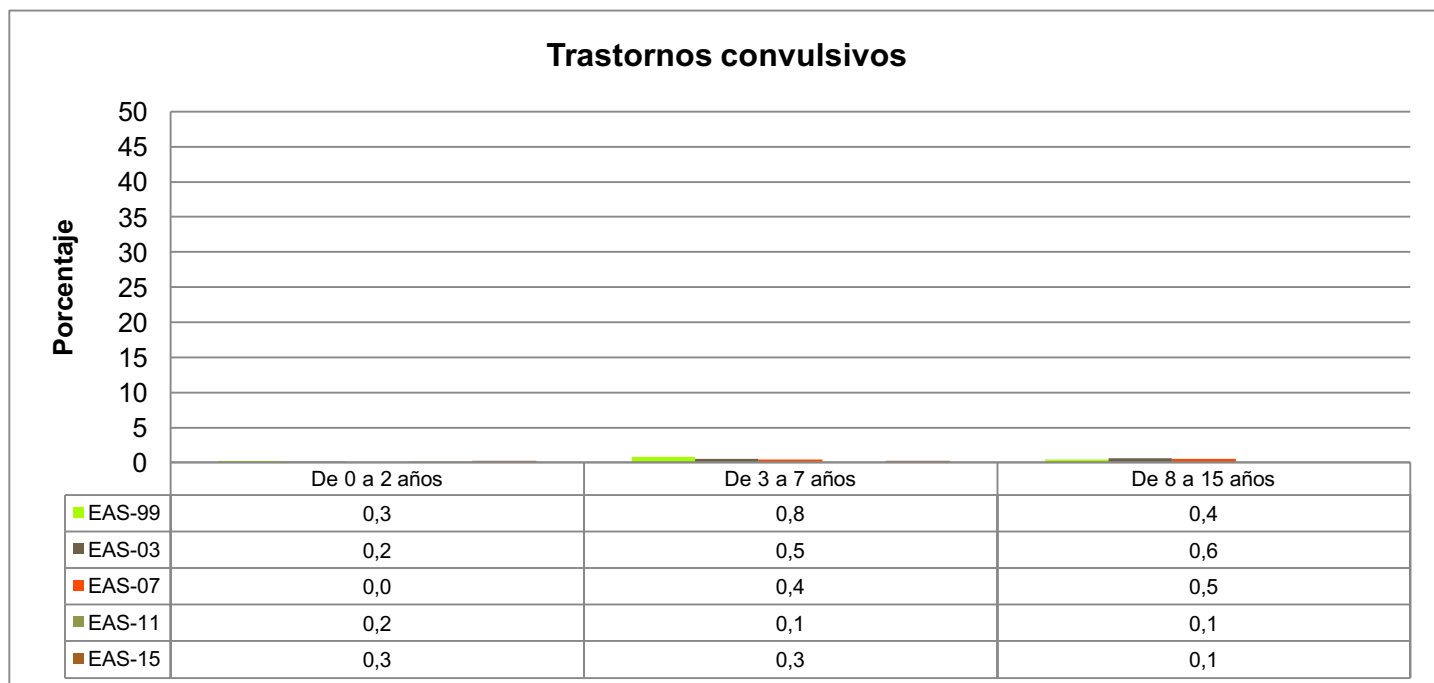 Trastornos convulsivos
50
45
40
35
30
25
20
15
10
5
0
Porcentaje
De 0 a 2 años De 3 a 7 años De 8 a 15 años
EAS-99 0,3 0,8 0,4
EAS-03 0,2 0,5 0,6
EAS-07 0,0 0,4 0,5
EAS-11 0,2 0,1 0,1
EAS-15 0,3 0,3 0,1